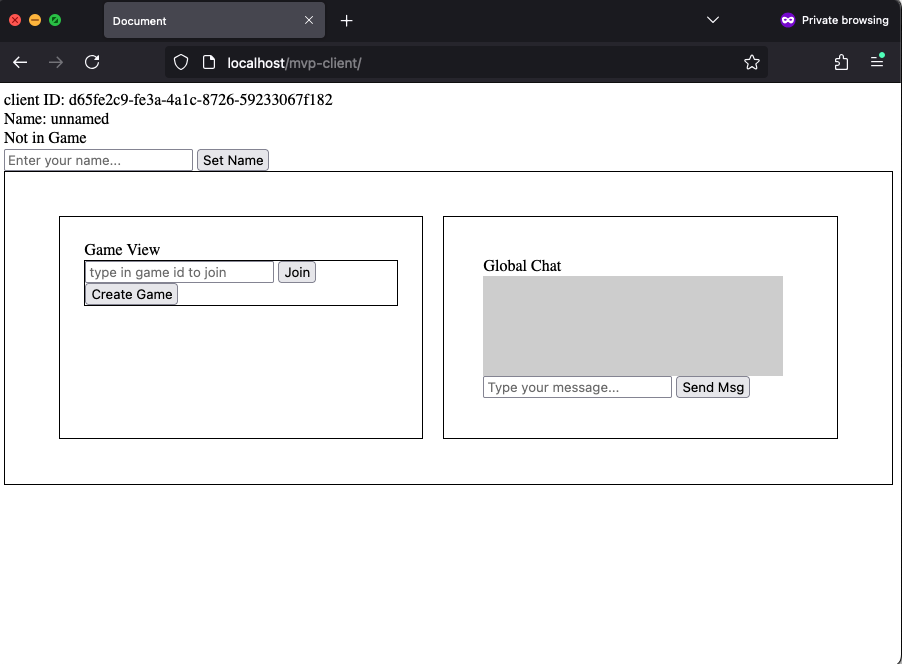 Document
Private browsing
localhost/mvp-client/
client ID: d65fe2c9-fe3a-4a1c-8726-59233067f182
Name: unnamed
Not in Game
Enter your name...
Set Name
Game View
type in game id to join
Join
Create Game
Global Chat
Type your message...
Send Msg